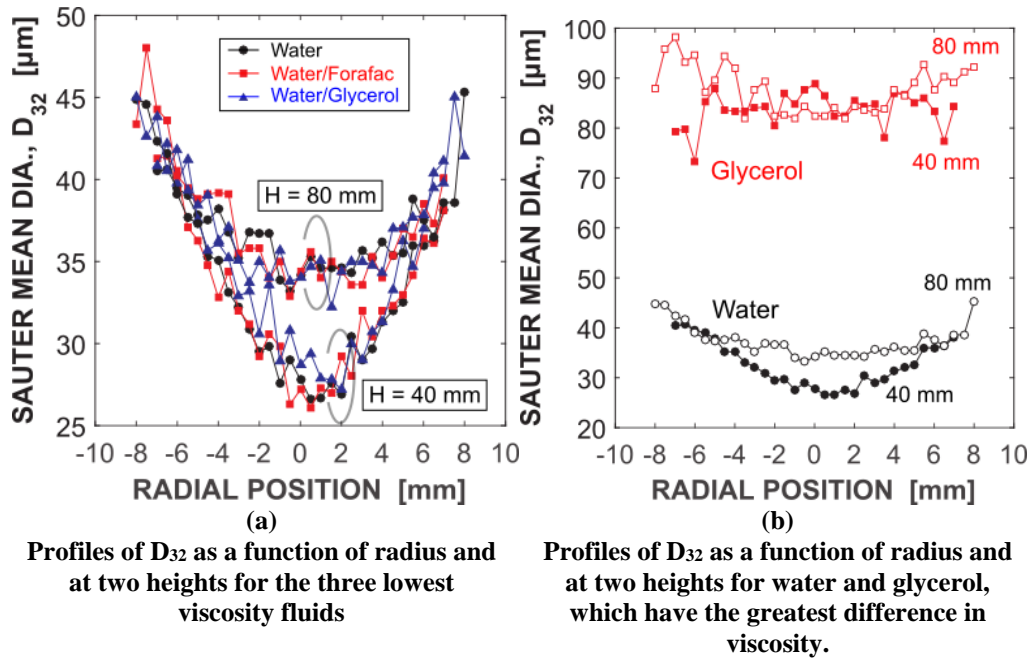 50
45
40
35
30
25
SAUTER MEAN DIA., D32 [µm]
Water
Water/Forafac
Water/Glycerol
H = 80 mm
H = 40 mm
-10 -8 -6 -4 -2 0 2 4 6 8 10
RADIAL POSITION [mm]
(a)
Profiles of D32 as a function of radius and
at two heights for the three lowest
viscosity fluids
100
90
80
70
60
50
40
30
20
SAUTER MEAN DIA., D32 [µm]
80 mm
Glycerol
40 mm
Water
80 mm
40 mm
-10 -8 -6 -4 -2 0 2 4 6 8 10
RADIAL POSITION [mm]
(b)
Profiles of D32 as a function of radius and
at two heights for water and glycerol,
which have the greatest difference in
viscosity.